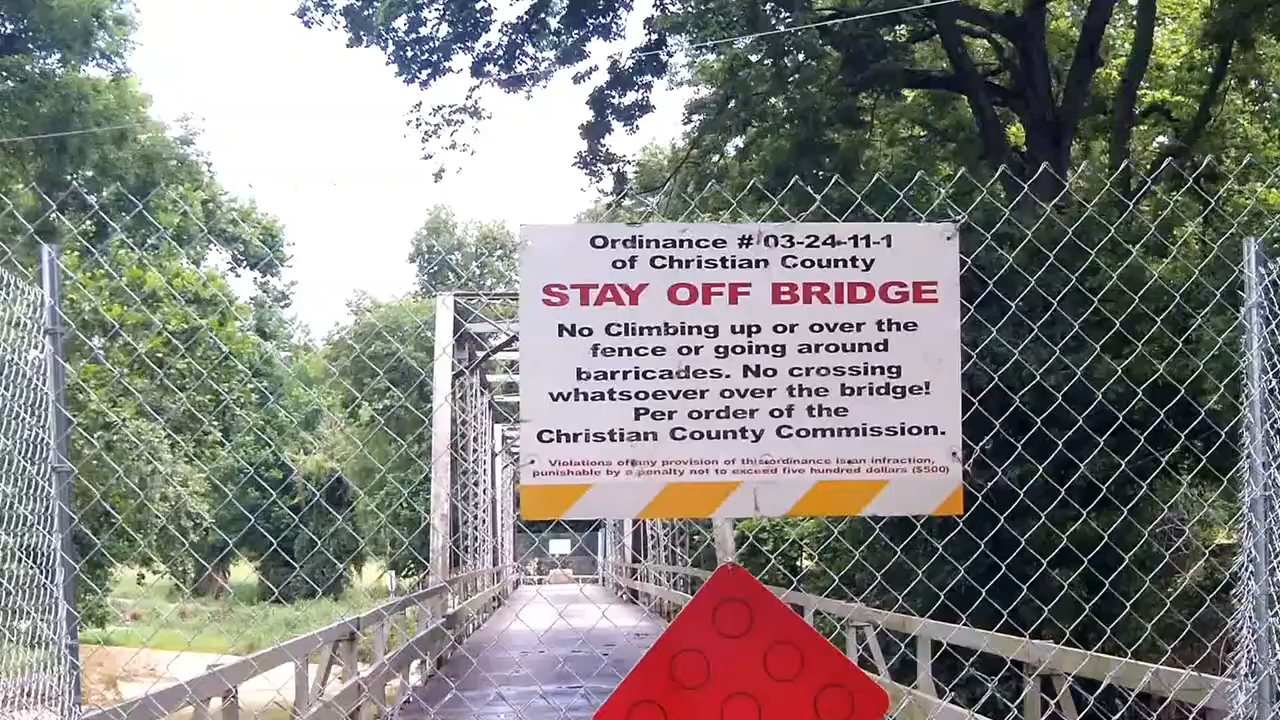 Ordinance # 03-24-11-1
of Christian County
STAY OFF BRIDGE
No Climbing up or over the
fence or going around
barricades. No crossing
whatsoever over the bridge!
Per order of the
Christian County Commission.
Violations of any provision of this ordinance is an infraction,
punishable by a penalty not to exceed five hundred dollars ($500)